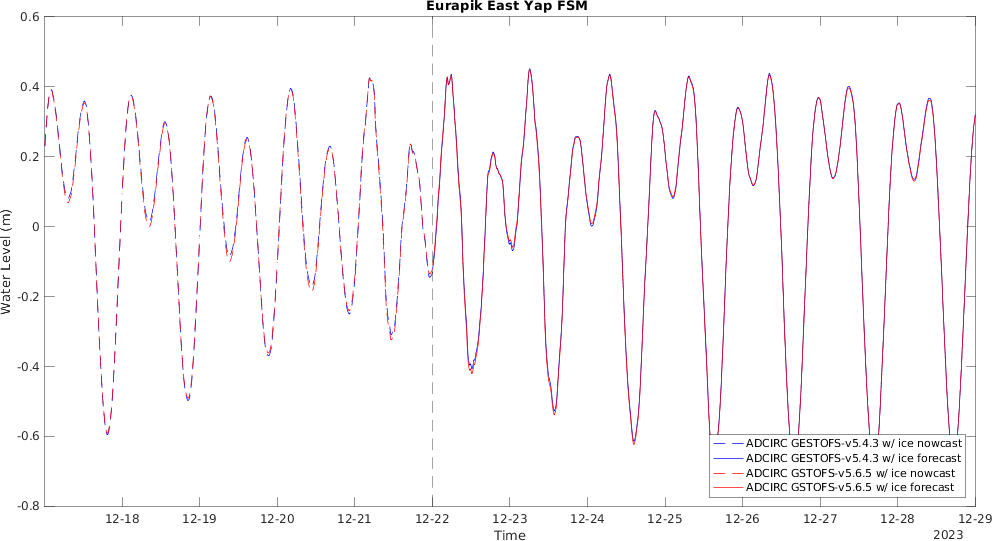 Eurapik East Yap FSM
0.6
0.4
0.2
0
-0.2
-0.4
-0.6
-0.8
Water Level (m)
ADCIRC GESTOFS-v5.4.3 w/ ice nowcast
ADCIRC GESTOFS-v5.4.3 w/ ice forecast
ADCIRC GSTOFS-v5.6.5 w/ ice nowcast
ADCIRC GSTOFS-v5.6.5 w/ ice forecast
12-18 12-19 12-20 12-21 12-22 12-23 12-24 12-25 12-26 12-27 12-28 12-29
Time
2023